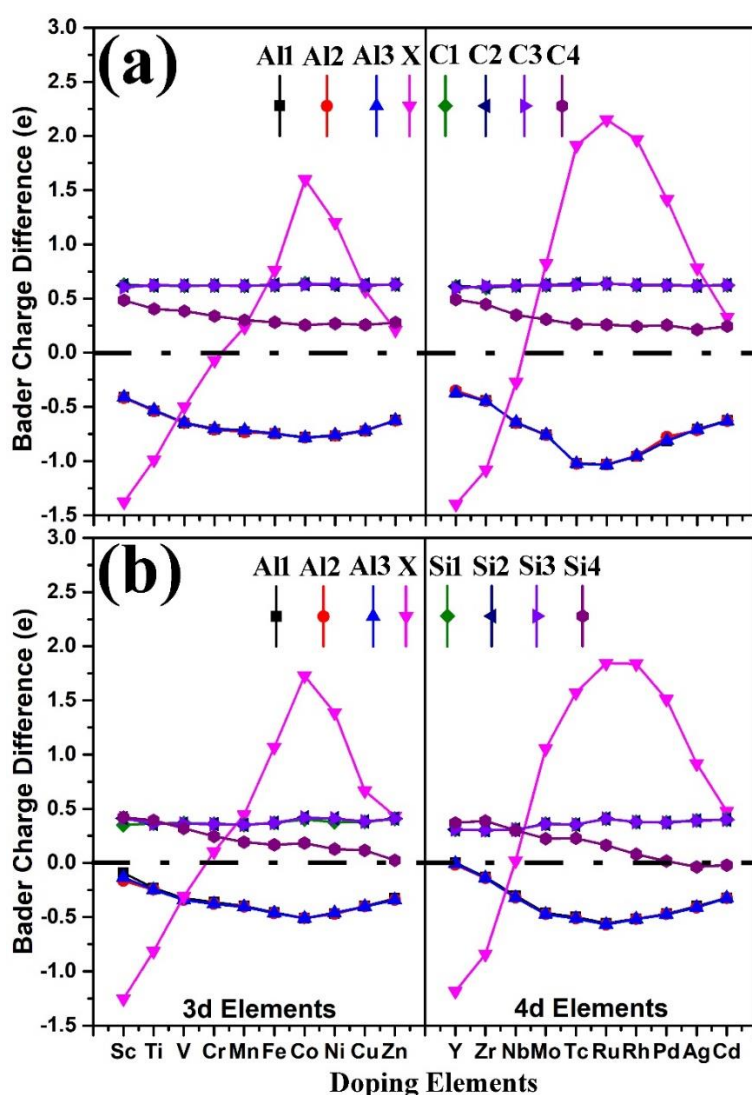 3.0
(a)
Al1 Al2 Al3 X C1 C2 C3 C4
2.5
2.0
1.5
1.0
0.5
0.0
-0.5
-1.0
-1.5
Bader Charge Difference (e)
3.0
(b)
Al1 Al2 Al3 X Si1 Si2 Si3 Si4
2.5
2.0
1.5
1.0
0.5
0.0
-0.5
-1.0
-1.5
Bader Charge Difference (e)
3d Elements 4d Elements
Sc Ti V Cr Mn Fe Co Ni Cu Zn Y Zr Nb Mo Tc Ru Rh Pd Ag Cd
Doping Elements